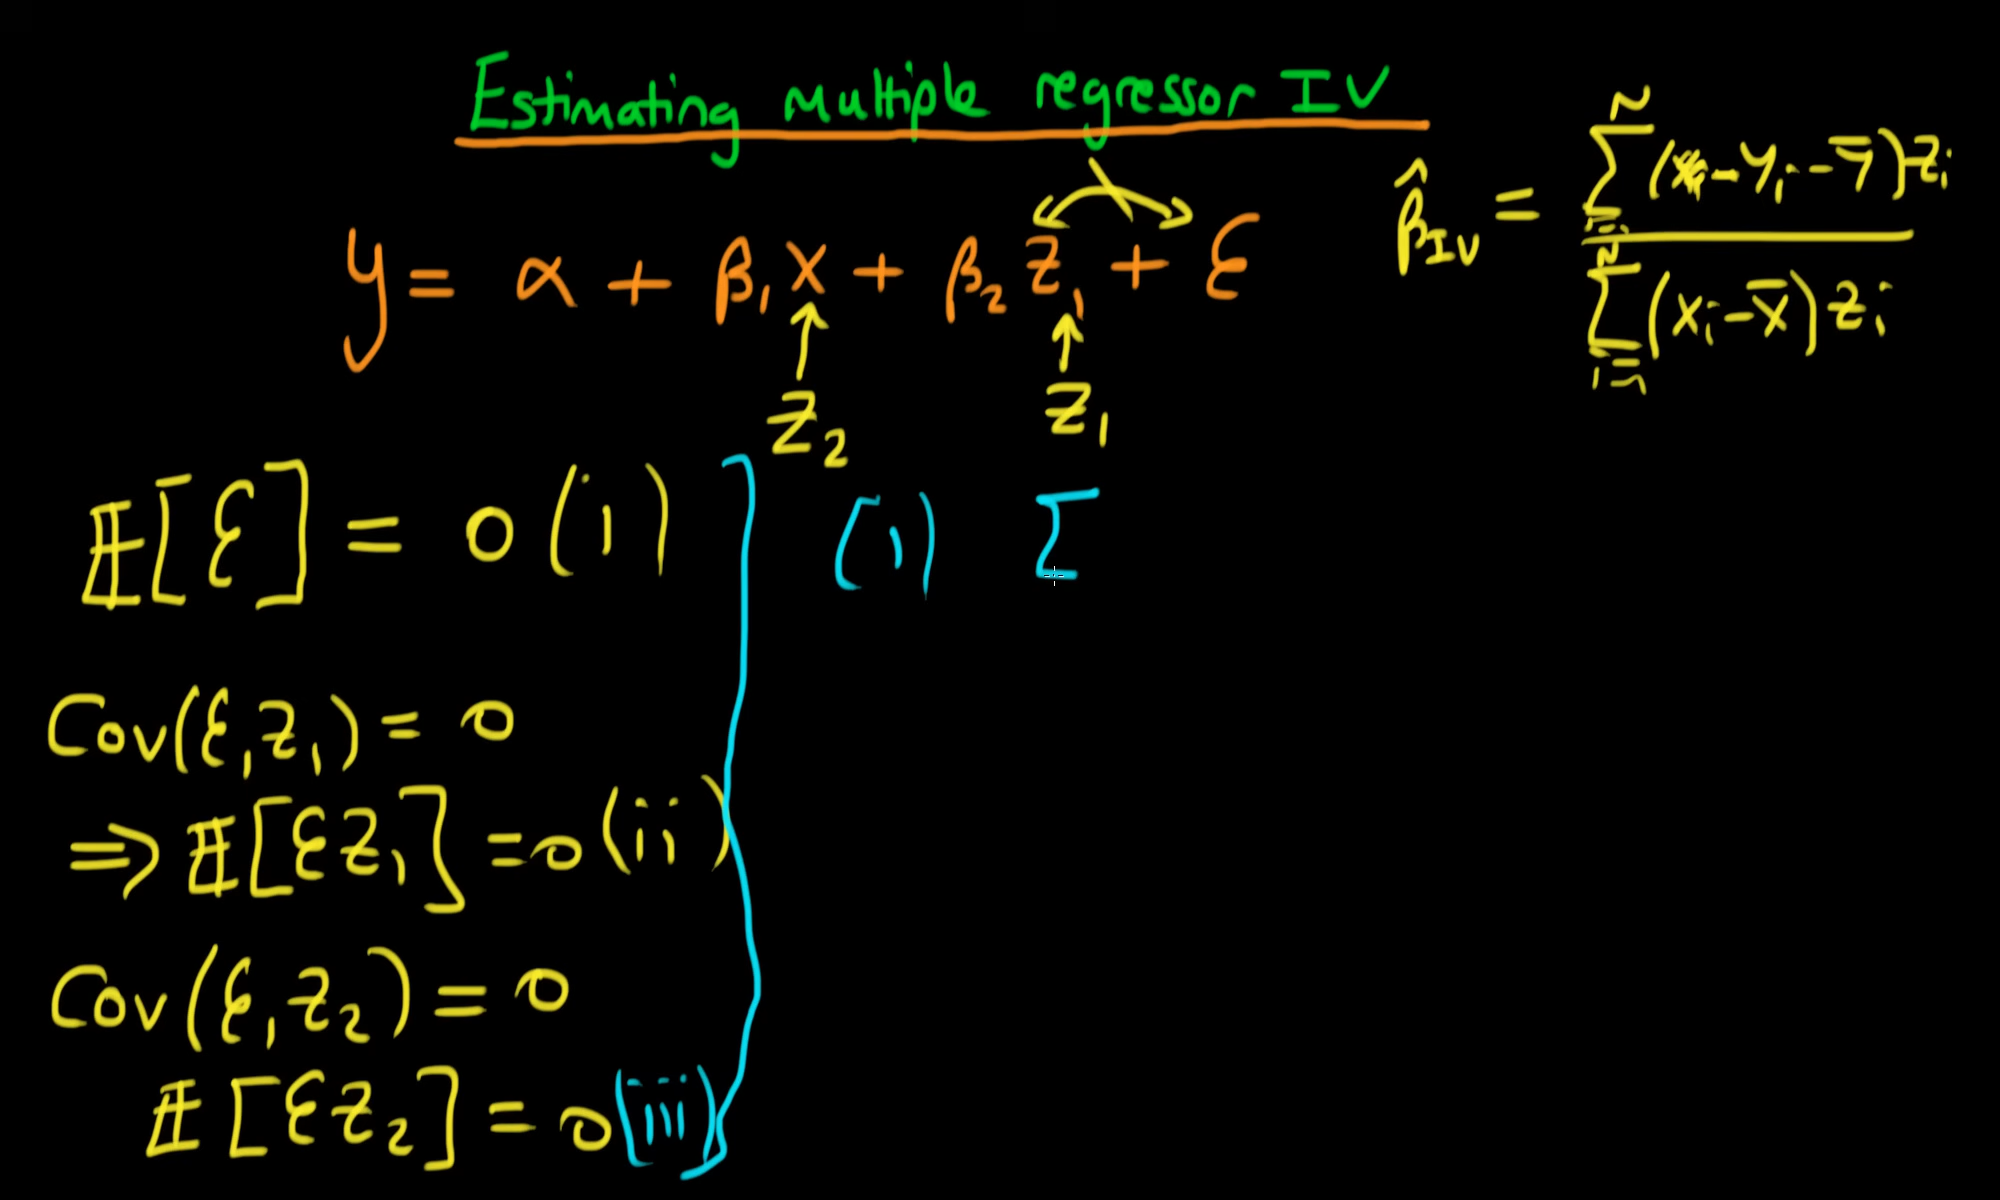 Estimating multiple regressor IV
y = α + β₁x + β₂z₁ + ε
z₂
z₁
β̂_IV = Σ(yᵢ - ȳ)zᵢ
Σ(xᵢ - x̄)zᵢ
E[ε] = 0 (i)
(i) Σ
Cov(ε, z₁) = 0
⇒ E[εz₁] = 0 (ii)
Cov(ε, z₂) = 0
E[εz₂] = 0 (iii)